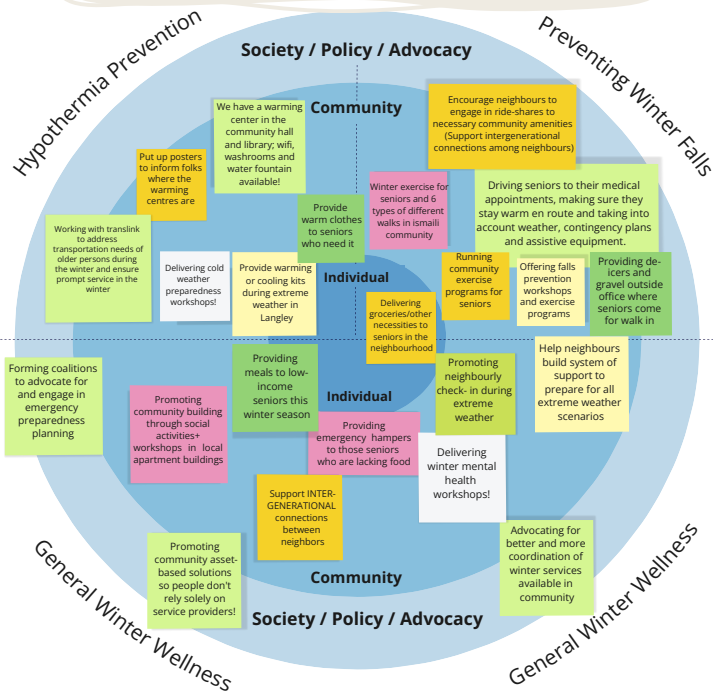 Hypothermia Prevention
Society / Policy / Advocacy
Preventing Winter Falls
Community
We have a warming
center in the
community hall
and library; wifi,
washrooms and
water fountain
available!
Encourage neighbours to
engage in ride-shares to
necessary community amenities
(Support intergenerational
connections among neighbours)
Put up posters
to inform folks
where the
warming
centres are
Winter exercise for
seniors and 6
types of different
walks in ismaili
community
Driving seniors to their medical
appointments, making sure they
stay warm en route and taking into
account weather, contingency plans
and assistive equipment.
Provide
warm clothes
to seniors
who need it
Working with translink
to address
transportation needs of
older persons during
the winter and ensure
prompt service in the
winter
Delivering cold
weather
preparedness
workshops!
Provide warming
or cooling kits
during extreme
weather in
Langley
Individual
Running
community
exercise
programs for
seniors
Offering falls
prevention
workshops
and exercise
programs
Providing de-
icers and
gravel outside
office where
seniors come
for walk in
Delivering
groceries/other
necessities to
seniors in the
neighbourhood
Forming coalitions
to advocate for
and engage in
emergency
preparedness
planning
Promoting
community building
through social
activities+
workshops in local
apartment buildings
Providing
meals to low-
income
seniors this
winter season
Individual
Promoting
neighbourly
check- in during
extreme
weather
Help neighbours
build system of
support to
prepare for all
extreme weather
scenarios
Providing
emergency hampers
to those seniors
who are lacking food
Delivering
winter mental
health
workshops!
Support INTER-
GENERATIONAL
connections
between
neighbors
Promoting
community asset-
based solutions
so people don't
rely solely on
service providers!
Advocating for
better and more
coordination of
winter services
available in
community
Community
Society / Policy / Advocacy
General Winter Wellness
General Winter Wellness